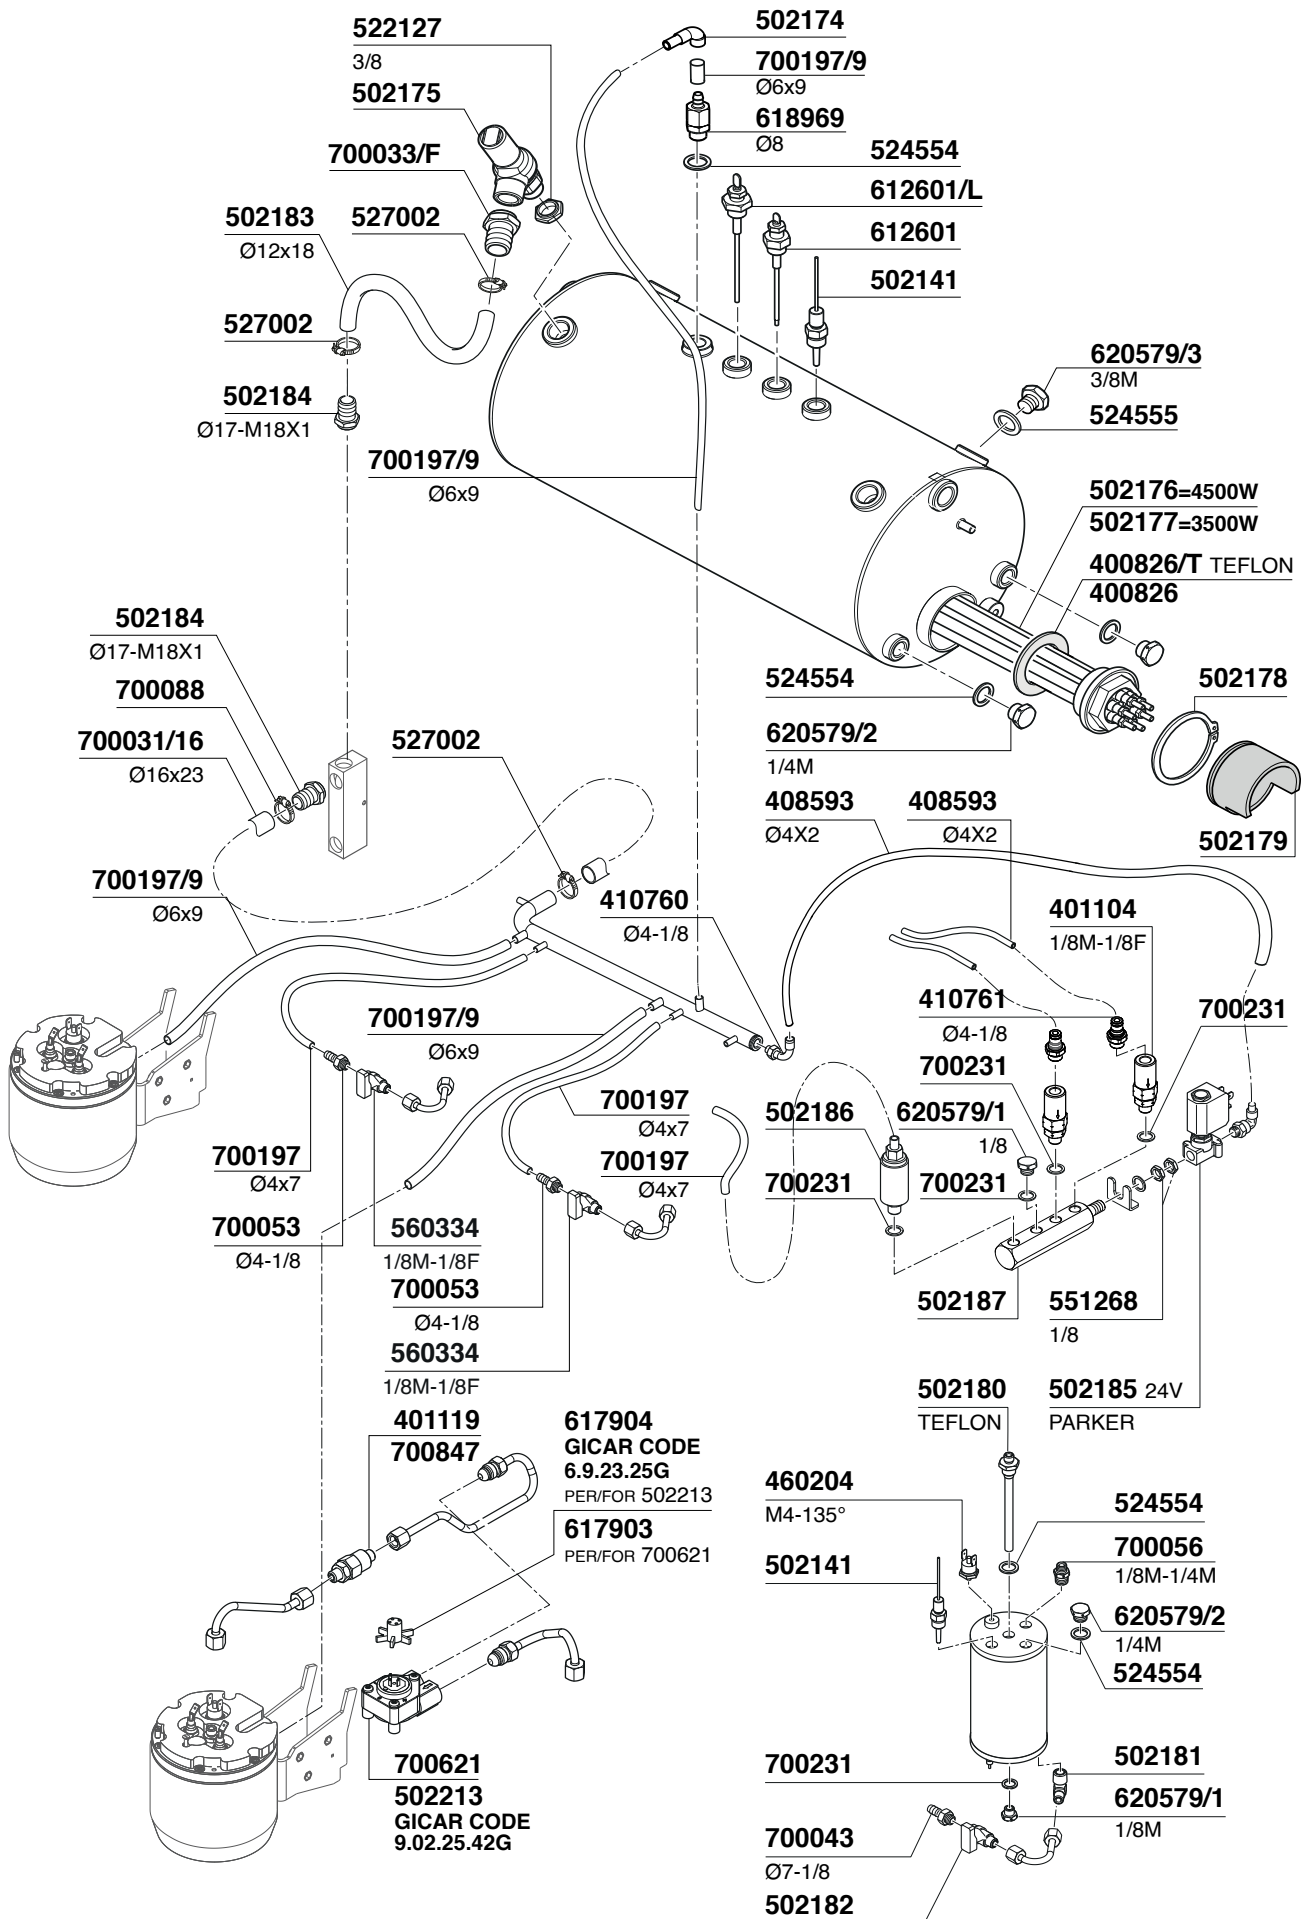 522127
3/8
502175
700033/F
502183
Ø12x18
527002
527002
502184
Ø17-M18X1
700197/9
Ø6x9
502174
700197/9
Ø6x9
618969
Ø8
524554
612601/L
612601
502141
620579/3
3/8M
524555
502176=4500W
502177=3500W
400826/T TEFLON
400826
502178
502179
524554
620579/2
1/4M
408593
Ø4X2
408593
Ø4X2
502184
Ø17-M18X1
700088
700031/16
Ø16x23
527002
700197/9
Ø6x9
410760
Ø4-1/8
401104
1/8M-1/8F
410761
Ø4-1/8
700231
700231
700197/9
Ø6x9
700197
Ø4x7
700197
Ø4x7
502186
620579/1
1/8
700231
700231
700197
Ø4x7
700053
Ø4-1/8
560334
1/8M-1/8F
700053
Ø4-1/8
560334
1/8M-1/8F
502187
551268
1/8
502180
TEFLON
502185 24V
PARKER
401119
700847
617904
GICAR CODE
6.9.23.25G
PER/FOR 502213
617903
PER/FOR 700621
460204
M4-135°
502141
524554
700056
1/8M-1/4M
620579/2
1/4M
524554
700621
502213
GICAR CODE
9.02.25.42G
700231
502181
620579/1
1/8M
700043
Ø7-1/8
502182